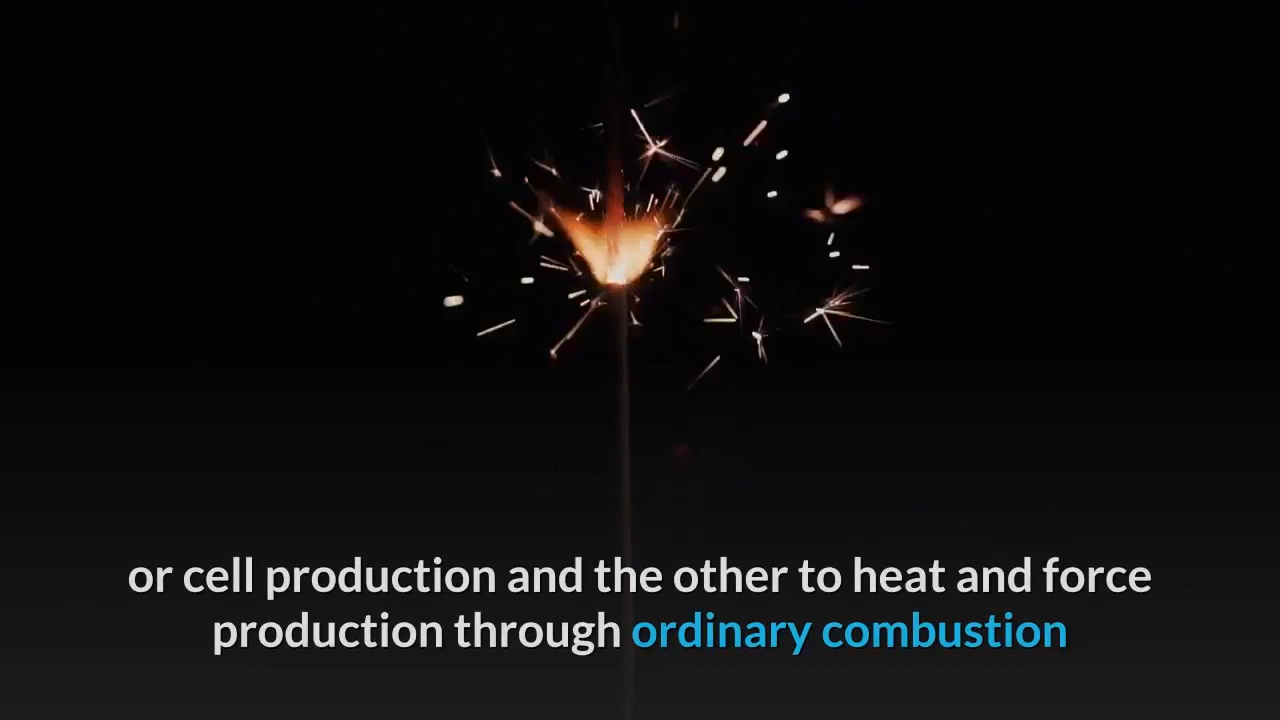 or cell production and the other to heat and force
production through ordinary combustion